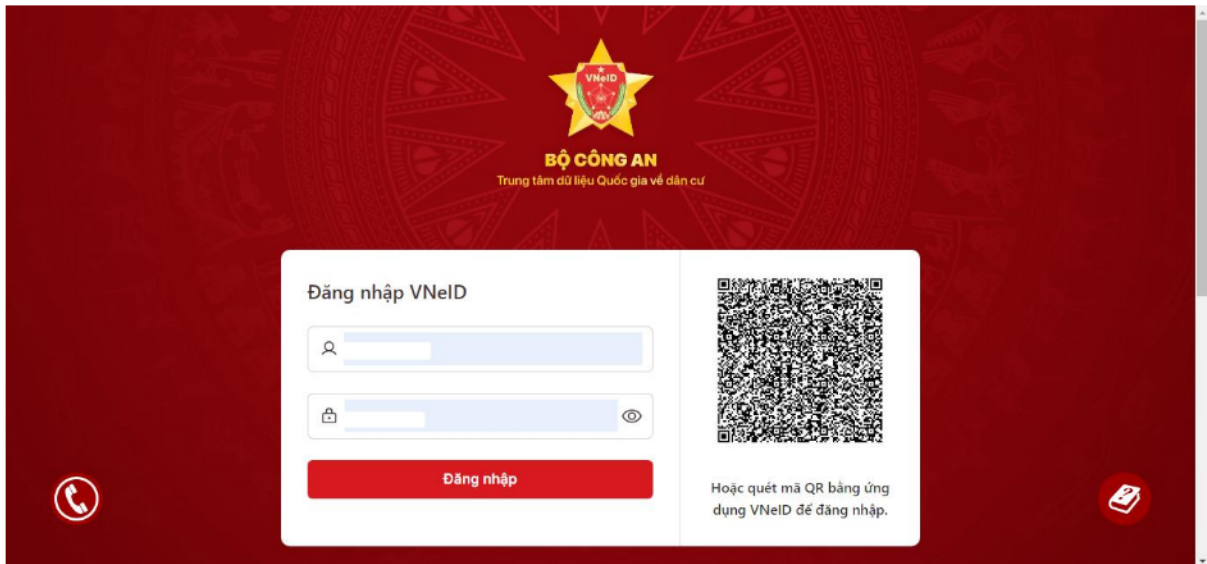 VNeID
BỘ CÔNG AN
Trung tâm dữ liệu Quốc gia về dân cư
Đăng nhập VNeID
Đăng nhập
Hoặc quét mã QR bằng ứng
dụng VNeID để đăng nhập.